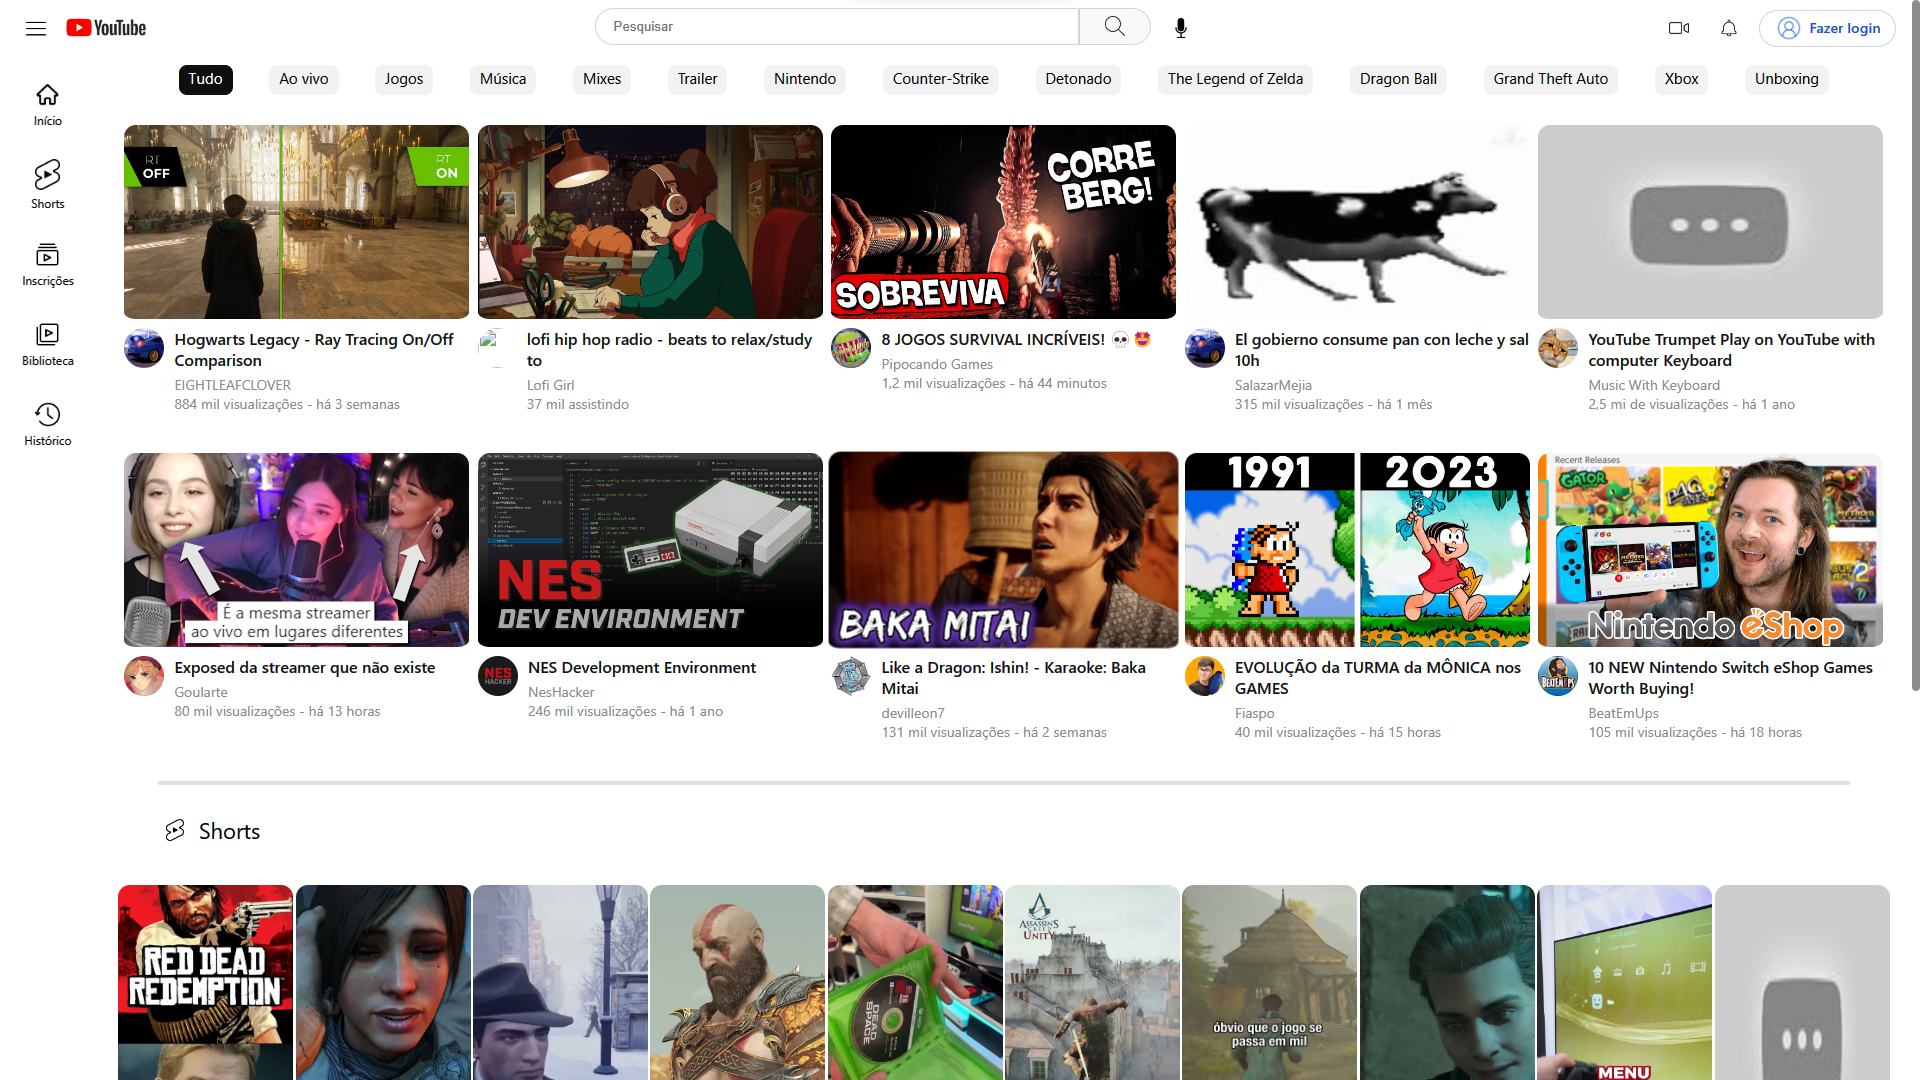 YouTube
Pesquisar
Fazer login
Tudo
Ao vivo
Jogos
Música
Mixes
Trailer
Nintendo
Counter-Strike
Detonado
The Legend of Zelda
Dragon Ball
Grand Theft Auto
Xbox
Unboxing
Início
Shorts
Inscrições
Biblioteca
Histórico
RT OFF
RT ON
CORRE
BERG!
SOBREVIVA
Hogwarts Legacy - Ray Tracing On/Off
Comparison
EIGHTLEAFCLOVER
884 mil visualizações - há 3 semanas
lofi hip hop radio - beats to relax/study
to
Lofi Girl
37 mil assistindo
8 JOGOS SURVIVAL INCRÍVEIS! 💀 🤩
Pipocando Games
1,2 mil visualizações - há 44 minutos
El gobierno consume pan con leche y sal
10h
SalazarMejia
315 mil visualizações - há 1 mês
YouTube Trumpet Play on YouTube with
computer Keyboard
Music With Keyboard
2,5 mi de visualizações - há 1 ano
É a mesma streamer
ao vivo em lugares diferentes
NES
DEV ENVIRONMENT
BAKA MITAI
1991
2023
Recent Releases
GATOR
Nintendo eShop
Exposed da streamer que não existe
Goularte
80 mil visualizações - há 13 horas
NES
HACKER
NES Development Environment
NesHacker
246 mil visualizações - há 1 ano
Like a Dragon: Ishin! - Karaoke: Baka
Mitai
devilleon7
131 mil visualizações - há 2 semanas
EVOLUÇÃO da TURMA da MÔNICA nos
GAMES
Fiaspo
40 mil visualizações - há 15 horas
BEATEMUPS
10 NEW Nintendo Switch eShop Games
Worth Buying!
BeatEmUps
105 mil visualizações - há 18 horas
Shorts
RED DEAD
REDEMPTION
DEAD
SPACE
ASSASSIN'S
CREED
UNITY
óbvio que o jogo se
passa em mil
MENU